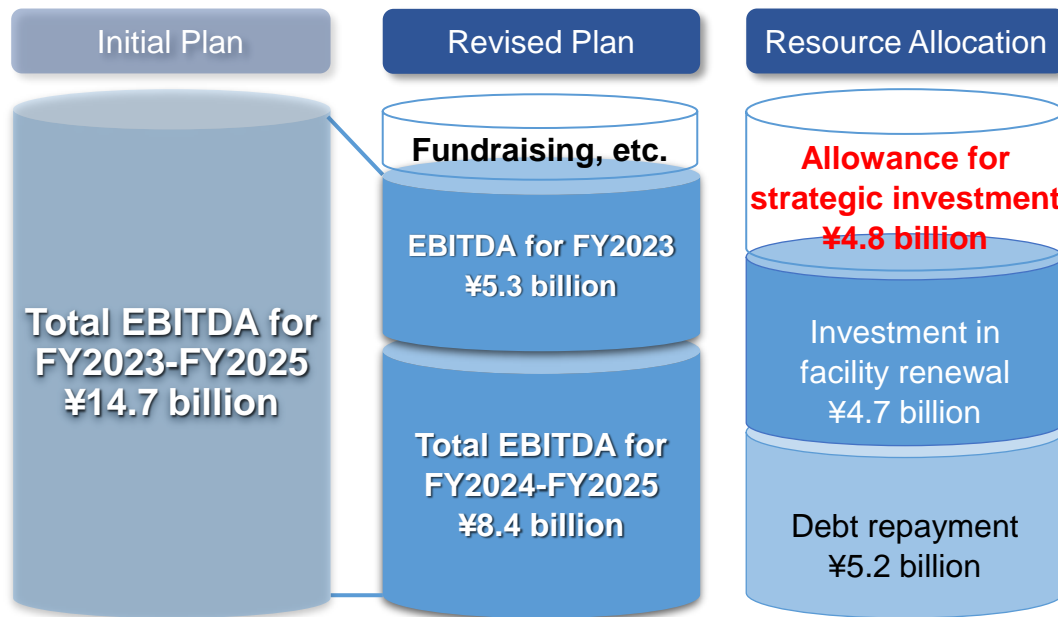 Initial Plan
Revised Plan
Resource Allocation
Total EBITDA for
FY2023-FY2025
¥14.7 billion
Fundraising, etc.
EBITDA for FY2023
¥5.3 billion
Total EBITDA for
FY2024-FY2025
¥8.4 billion
Allowance for
strategic investment
¥4.8 billion
Investment in
facility renewal
¥4.7 billion
Debt repayment
¥5.2 billion